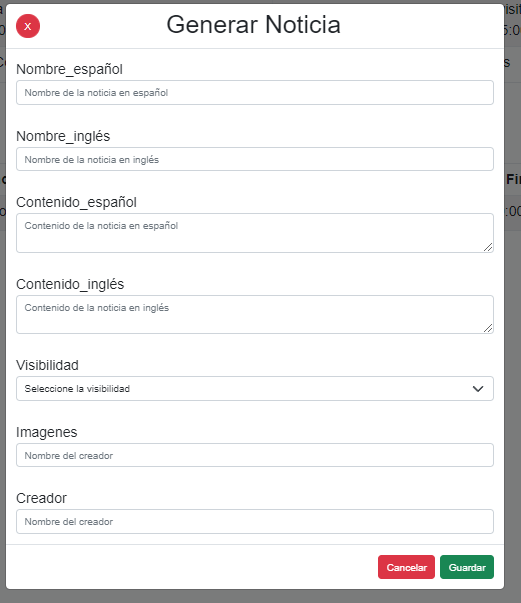 x
Generar Noticia
Nombre_español
Nombre de la noticia en español
Nombre_inglés
Nombre de la noticia en inglés
Contenido_español
Contenido de la noticia en español
Contenido_inglés
Contenido de la noticia en inglés
Visibilidad
Seleccione la visibilidad
Imagenes
Nombre del creador
Creador
Nombre del creador
Cancelar Guardar